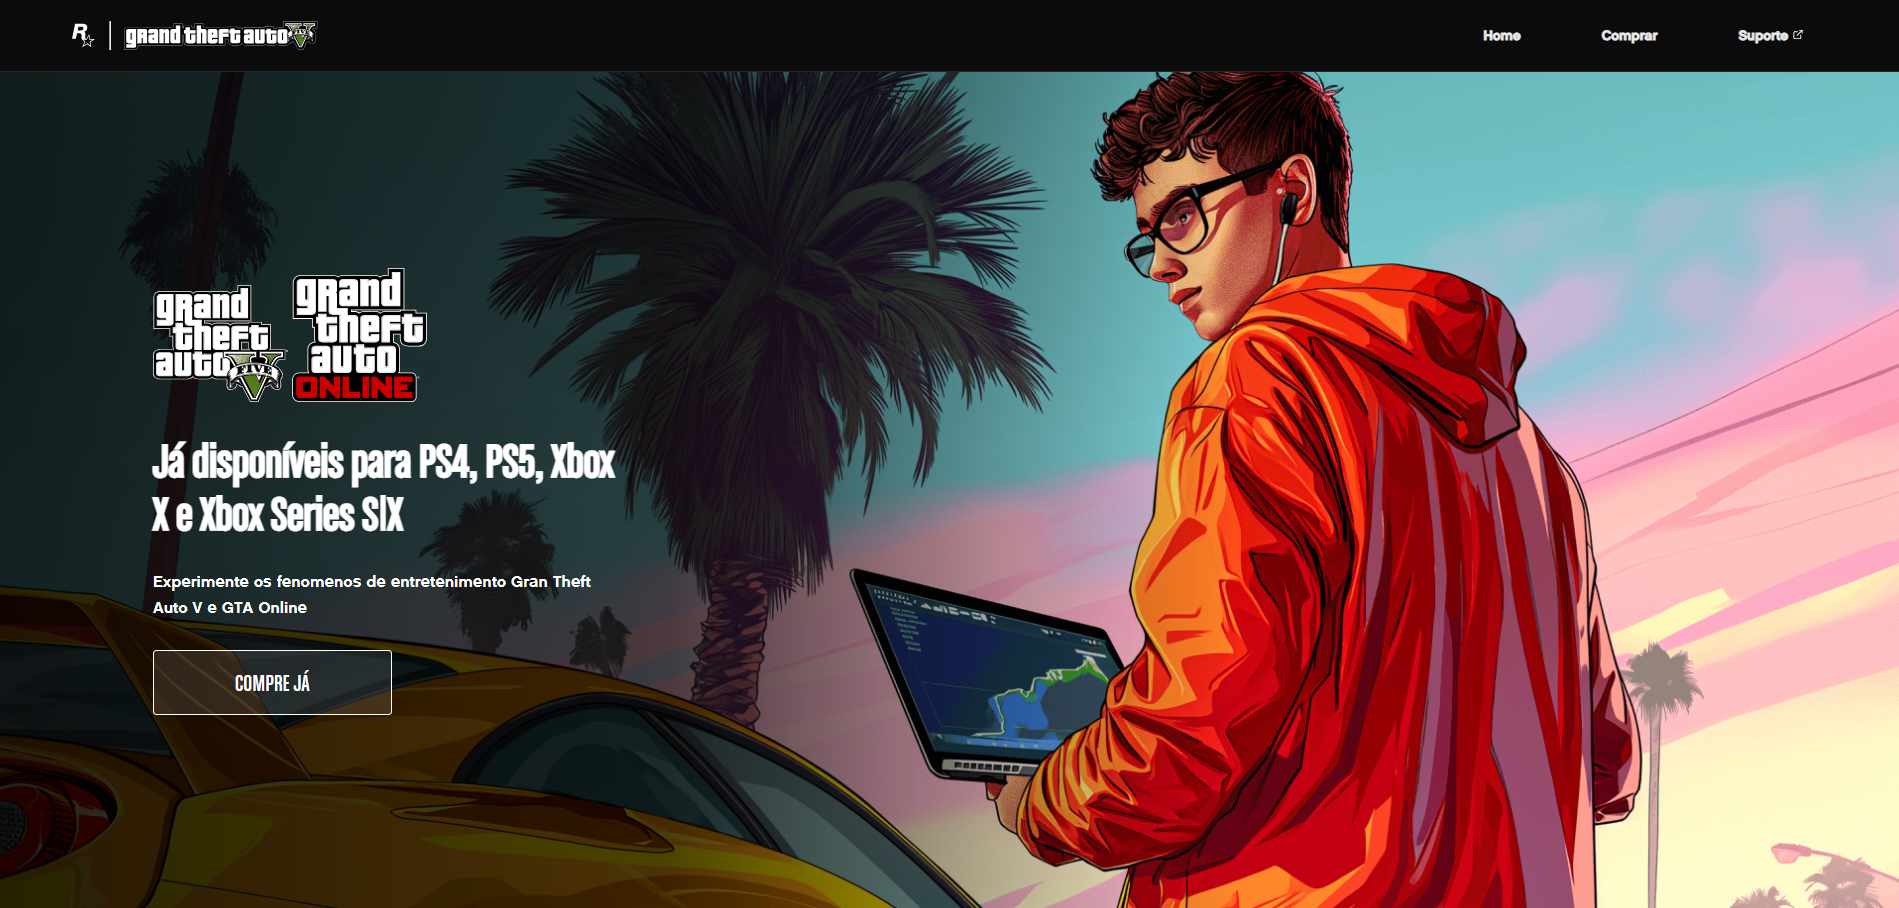 R
grand theft auto V
Home
Comprar
Suporte
grand
theft
auto
FIVE
V
grand
theft
auto
ONLINE
Já disponíveis para PS4, PS5, Xbox
X e Xbox Series S|X
Experimente os fenomenos de entretenimento Gran Theft
Auto V e GTA Online
COMPRE JÁ